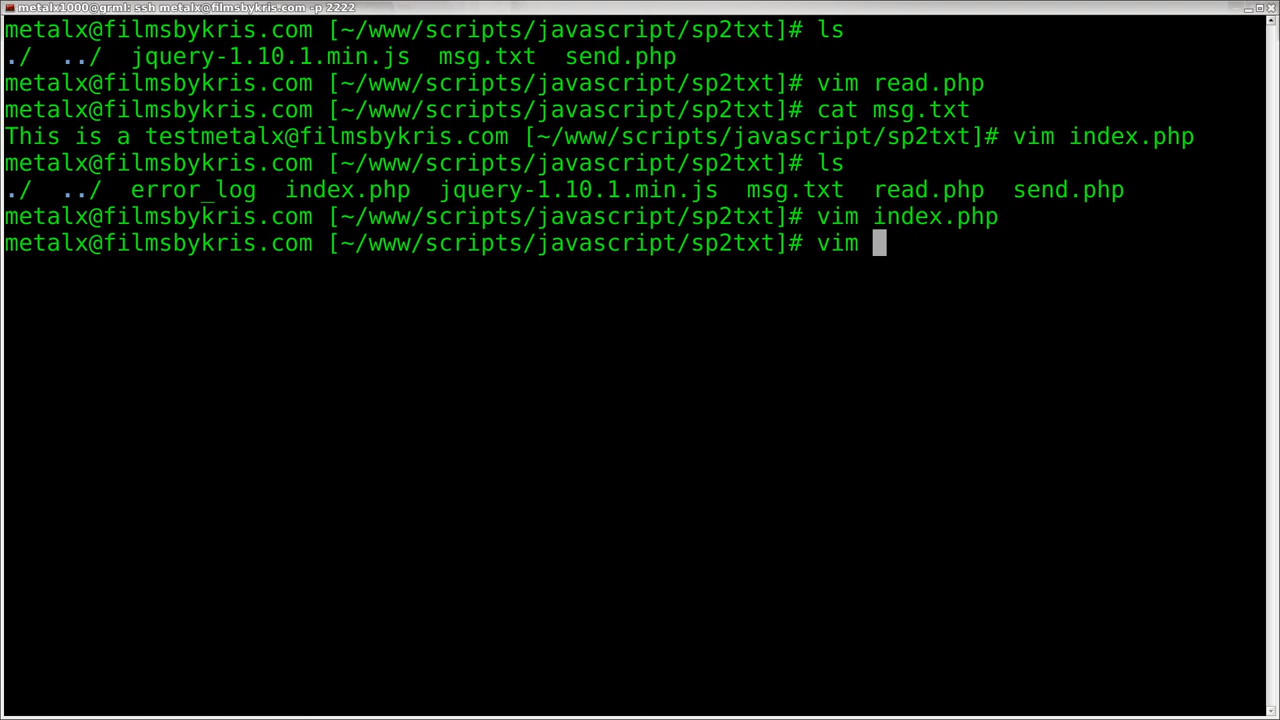 metalx1000@grml: ssh metalx@filmsbykris.com -p 2222
metalx@filmsbykris.com [~/www/scripts/javascript/sp2txt]# ls
./  ../  jquery-1.10.1.min.js  msg.txt  send.php
metalx@filmsbykris.com [~/www/scripts/javascript/sp2txt]# vim read.php
metalx@filmsbykris.com [~/www/scripts/javascript/sp2txt]# cat msg.txt
This is a testmetalx@filmsbykris.com [~/www/scripts/javascript/sp2txt]# vim index.php
metalx@filmsbykris.com [~/www/scripts/javascript/sp2txt]# ls
./  ../  error_log  index.php  jquery-1.10.1.min.js  msg.txt  read.php  send.php
metalx@filmsbykris.com [~/www/scripts/javascript/sp2txt]# vim index.php
metalx@filmsbykris.com [~/www/scripts/javascript/sp2txt]# vim